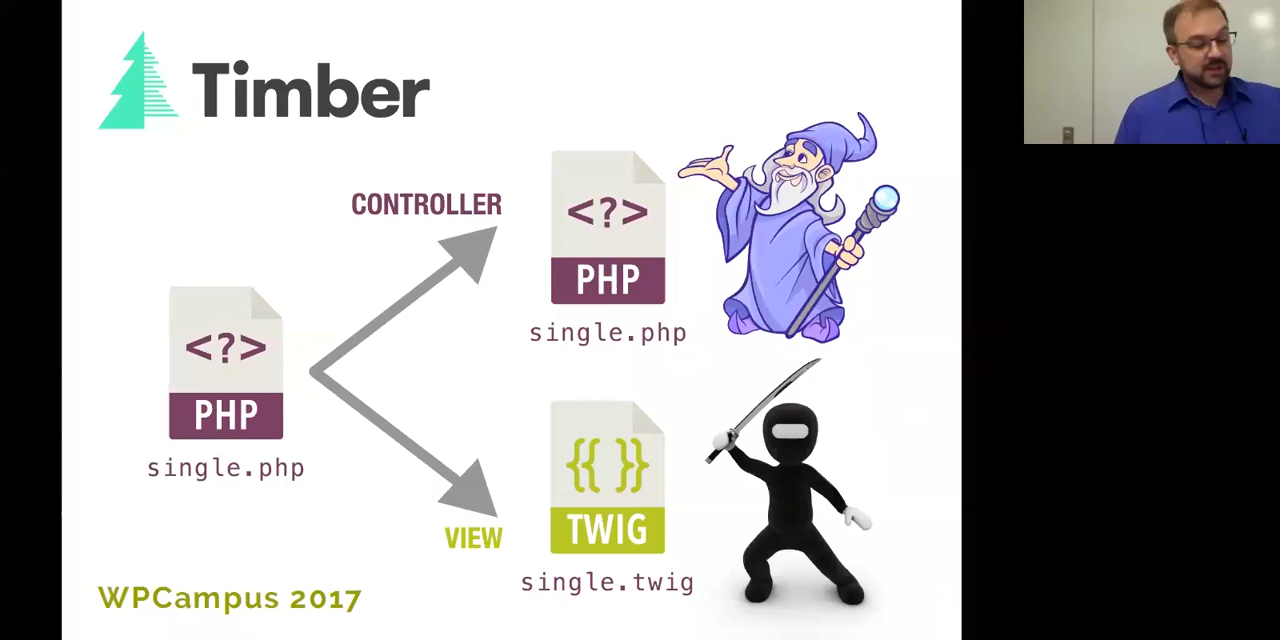 Timber
CONTROLLER
<?>
PHP
single.php
<?>
PHP
single.php
{{ }}
TWIG
VIEW
single.twig
WPCampus 2017